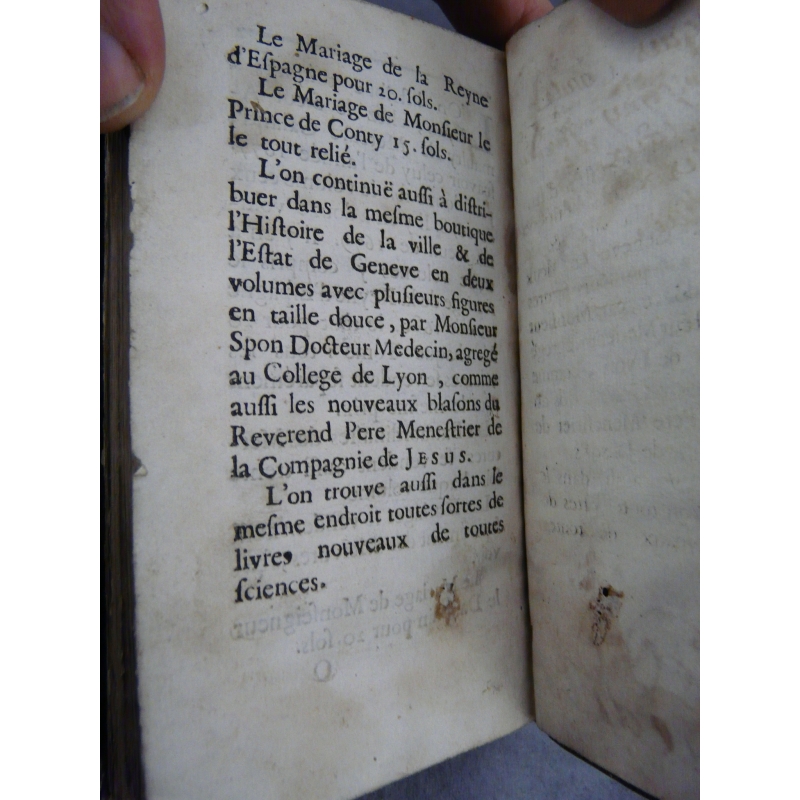 Le Mariage de la Reyne
d'Eſpagne pour 20. ſols.
Le Mariage de Monſieur le
Prince de Conty 15. ſols.
le tout relié.
L'on continuë auſſi à diſtri-
buer dans la meſme boutique
l'Hiſtoire de la ville & de
l'Eſtat de Geneve en deux
volumes avec pluſieurs figures
en taille douce, par Monſieur
Spon Docteur Medecin, agregé
au College de Lyon, comme
auſſi les nouveaux blaſons du
Reverend Pere Meneſtrier de
la Compagnie de JESUS.
L'on trouve auſſi dans le
meſme endroit toutes ſortes de
livres nouveaux de toutes
ſciences.